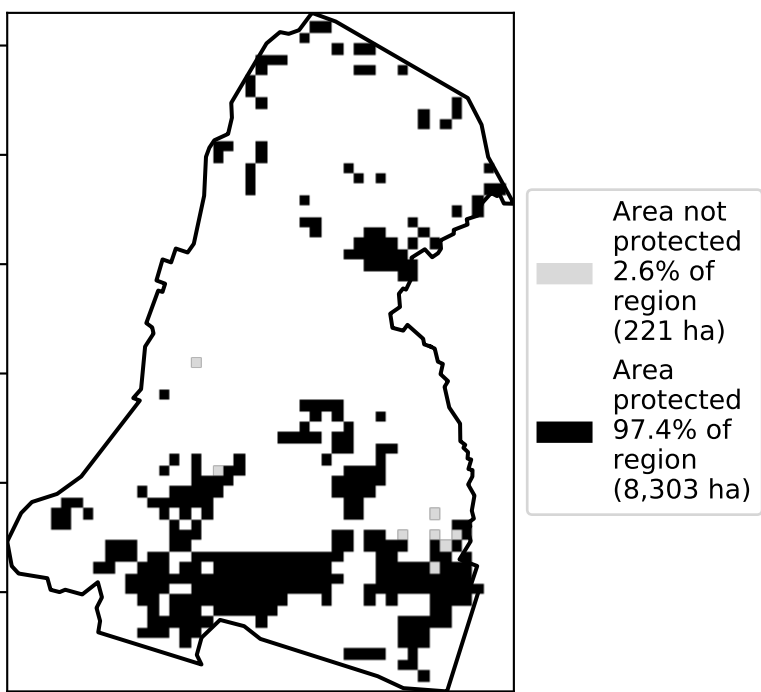 Area not
protected
2.6% of
region
(221 ha)
Area
protected
97.4% of
region
(8,303 ha)